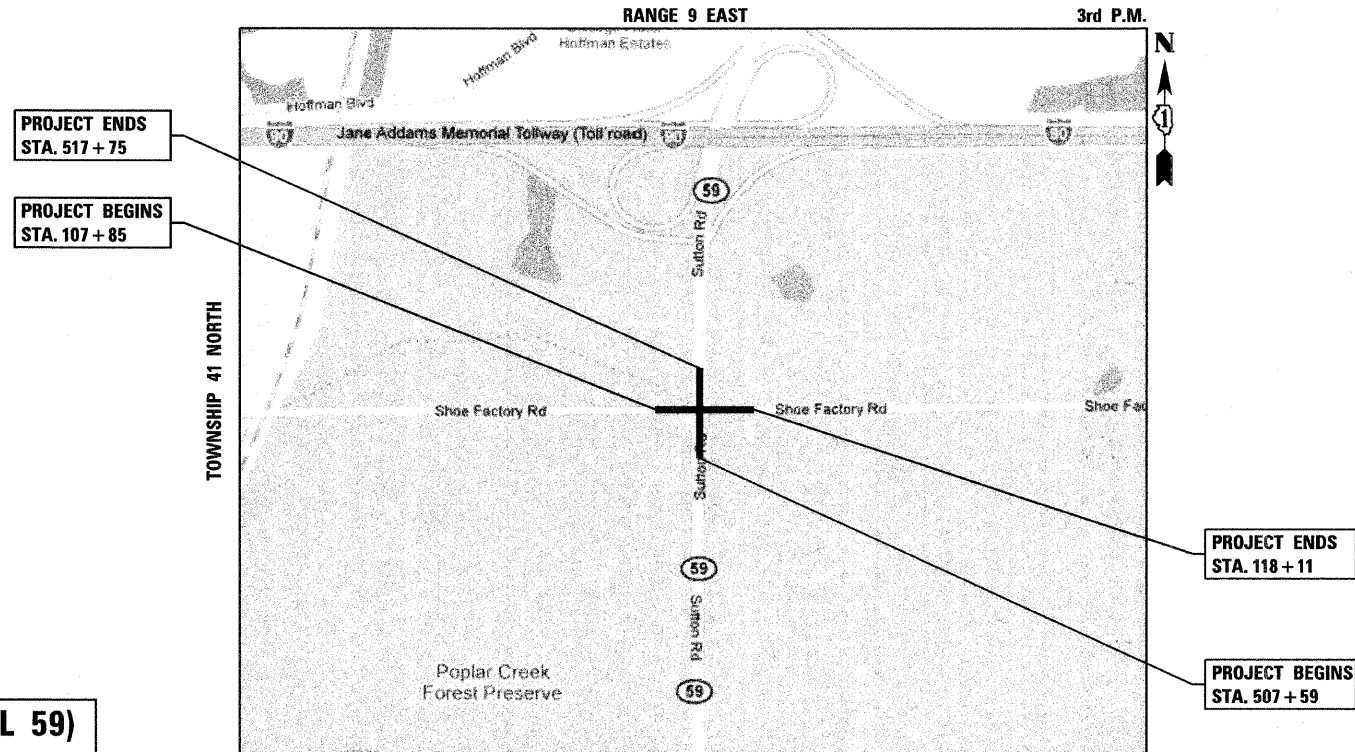 RANGE 9 EAST
3rd P.M.
Hoffman Estates
Hoffman Blvd
N
Hoffman Blvd
PROJECT ENDS
STA. 517+75
90
Jane Addams Memorial Tollway (Toll road)
90
90
1
59
PROJECT BEGINS
STA. 107+85
Sutton Rd
TOWNSHIP 41 NORTH
Shoe Factory Rd
Shoe Factory Rd
Shoe Fac
Sutton Rd
PROJECT ENDS
STA. 118+11
59
Sutton Rd
Poplar Creek
Forest Preserve
59
PROJECT BEGINS
STA. 507+59
L 59)